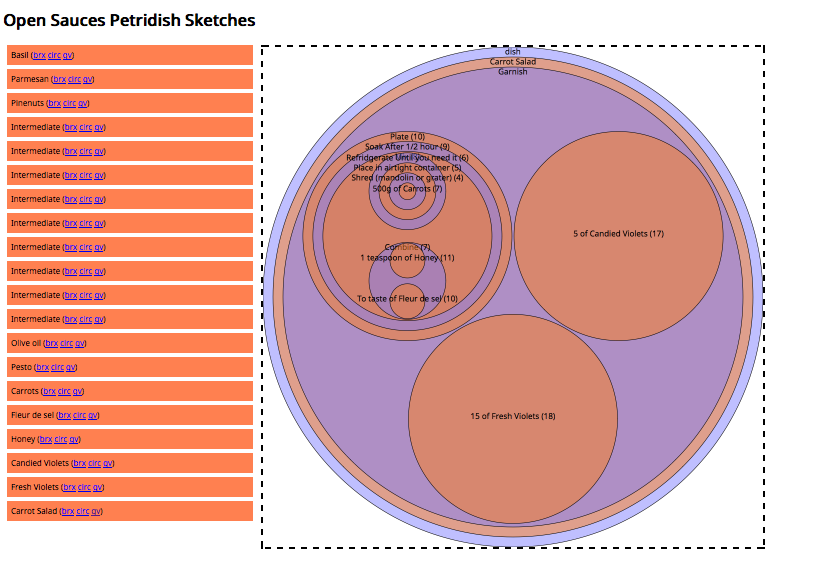 Open Sauces Petridish Sketches
Basil (brx circ gv)
Parmesan (brx circ gv)
Pinenuts (brx circ gv)
Intermediate (brx circ gv)
Intermediate (brx circ gv)
Intermediate (brx circ gv)
Intermediate (brx circ gv)
Intermediate (brx circ gv)
Intermediate (brx circ gv)
Intermediate (brx circ gv)
Intermediate (brx circ gv)
Intermediate (brx circ gv)
Olive oil (brx circ gv)
Pesto (brx circ gv)
Carrots (brx circ gv)
Fleur de sel (brx circ gv)
Honey (brx circ gv)
Candied Violets (brx circ gv)
Fresh Violets (brx circ gv)
Carrot Salad (brx circ gv)
dish
Carrot Salad
Garnish
Plate (10)
Soak After 1/2 hour (9)
Refridgerate Until you need it (6)
Place in airtight container (5)
Shred (mandolin or grater) (4)
500g of Carrots (7)
Combine (7)
1 teaspoon of Honey (11)
To taste of Fleur de sel (10)
5 of Candied Violets (17)
15 of Fresh Violets (18)